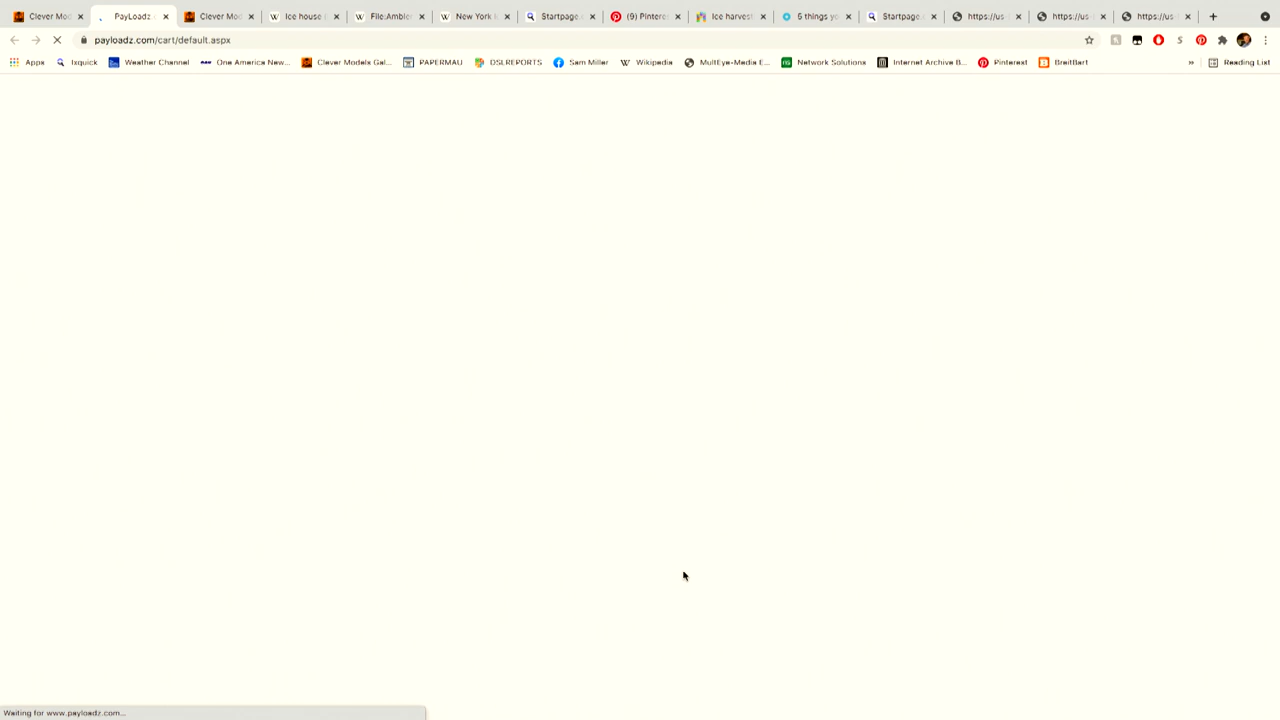 Clever Mod PayLoadz Clever Mod Ice house File:Ambler New York Startpage. (9) Pinteres Ice harvest 5 things yo Startpage. https://us https://us https://us
payloadz.com/cart/default.aspx
Apps Ixquick Weather Channel One America New... Clever Models Gal... PAPERMAU DSLREPORTS Sam Miller Wikipedia MultEye-Media E... Network Solutions Internet Archive B... Pinterest BreitBart » Reading List
Waiting for www.payloadz.com...